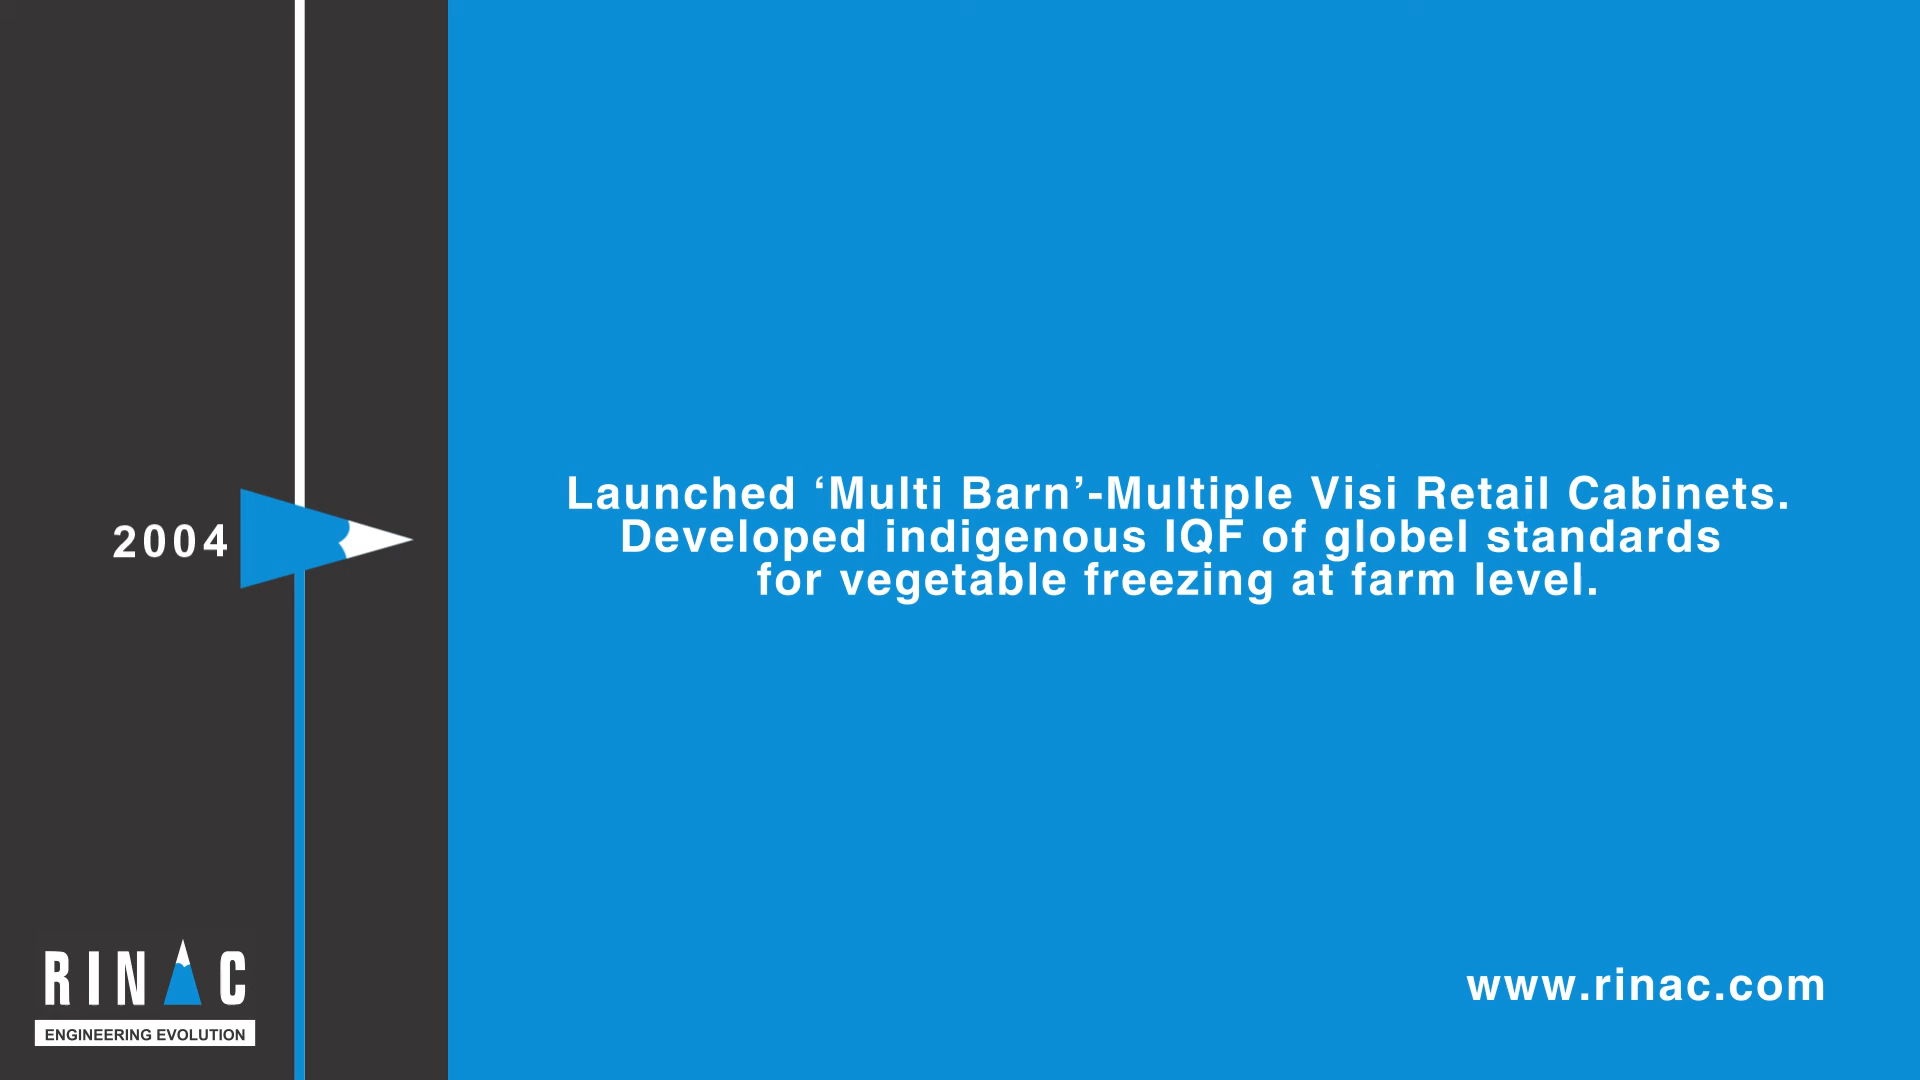 2004
Launched ‘Multi Barn’-Multiple Visi Retail Cabinets.
Developed indigenous IQF of globel standards
for vegetable freezing at farm level.
RINAC
ENGINEERING EVOLUTION
www.rinac.com